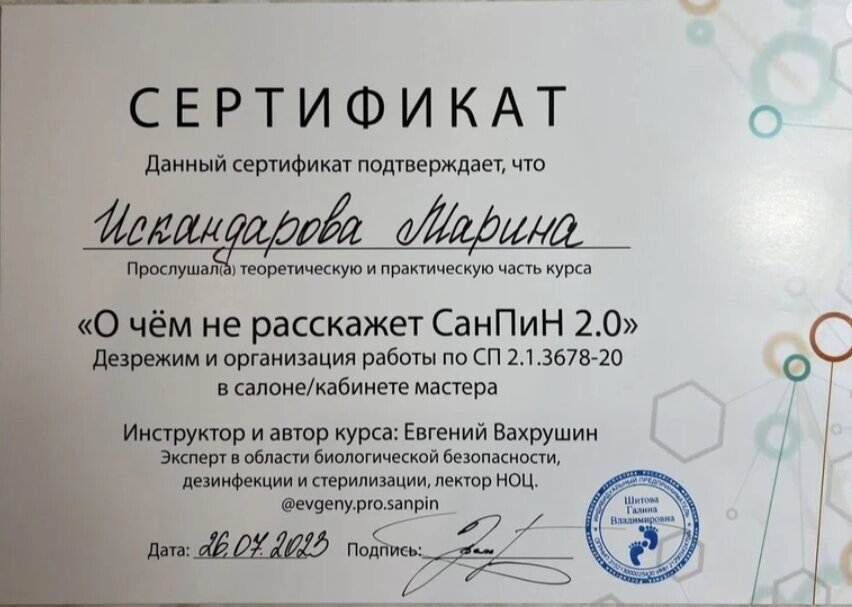 СЕРТИФИКАТ
Данный сертификат подтверждает, что
Искандарова Марина
Прослушал(а) теоретическую и практическую часть курса
«О чём не расскажет СанПиН 2.0»
Дезрежим и организация работы по СП 2.1.3678-20
в салоне/кабинете мастера
Инструктор и автор курса: Евгений Вахрушин
Эксперт в области биологической безопасности,
дезинфекции и стерилизации, лектор НОЦ.
@evgeny.pro.sanpin
Дата: 26.07.2023 Подпись:
ИНДИВИДУАЛЬНЫЙ ПРЕДПРИНИМАТЕЛЬ
Шитова
Галина
Владимировна